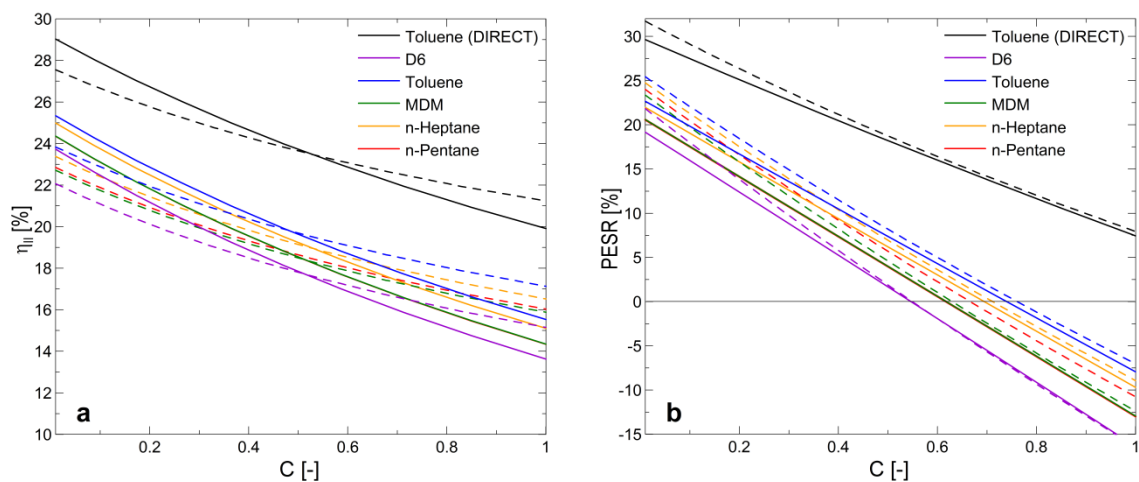 30
28
26
24
22
20
18
16
14
12
10
η_II [%]
0.2
0.4
0.6
0.8
1
C [-]
Toluene (DIRECT)
D6
Toluene
MDM
n-Heptane
n-Pentane
a
30
25
20
15
10
5
0
-5
-10
-15
PESR [%]
0.2
0.4
0.6
0.8
1
C [-]
Toluene (DIRECT)
D6
Toluene
MDM
n-Heptane
n-Pentane
b